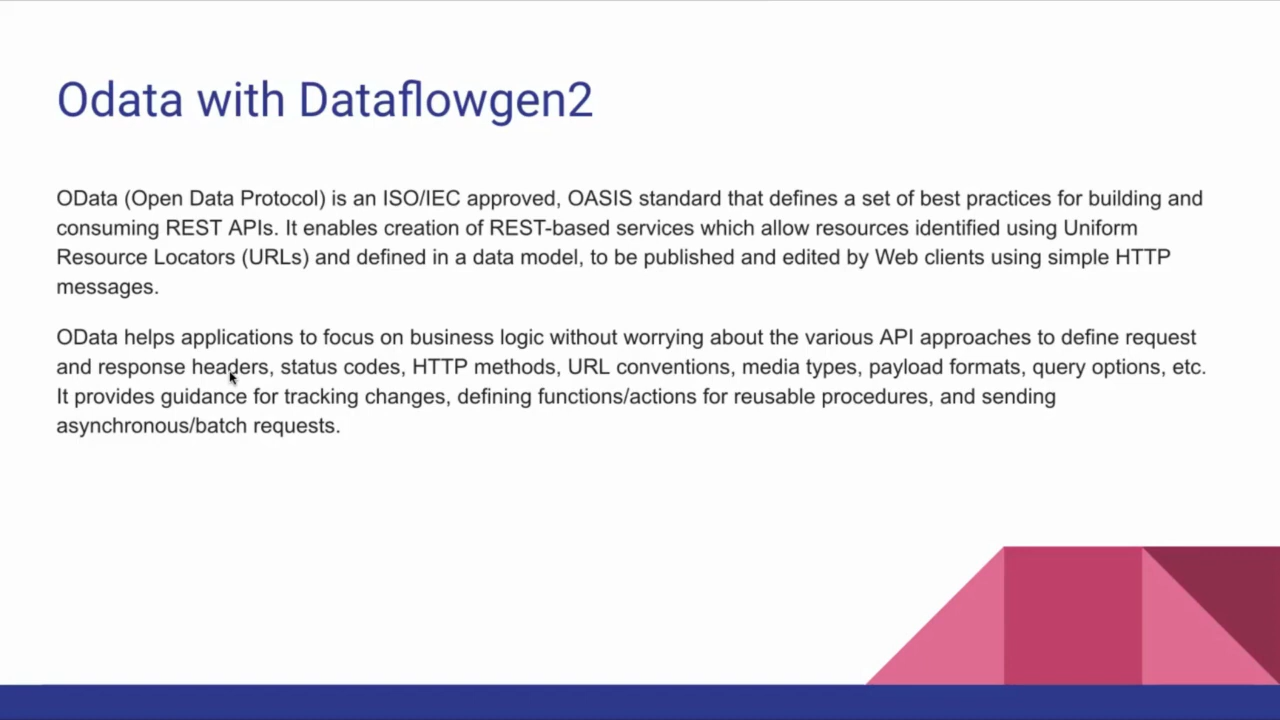 Odata with Dataflowgen2
OData (Open Data Protocol) is an ISO/IEC approved, OASIS standard that defines a set of best practices for building and
consuming REST APIs. It enables creation of REST-based services which allow resources identified using Uniform
Resource Locators (URLs) and defined in a data model, to be published and edited by Web clients using simple HTTP
messages.
OData helps applications to focus on business logic without worrying about the various API approaches to define request
and response headers, status codes, HTTP methods, URL conventions, media types, payload formats, query options, etc.
It provides guidance for tracking changes, defining functions/actions for reusable procedures, and sending
asynchronous/batch requests.